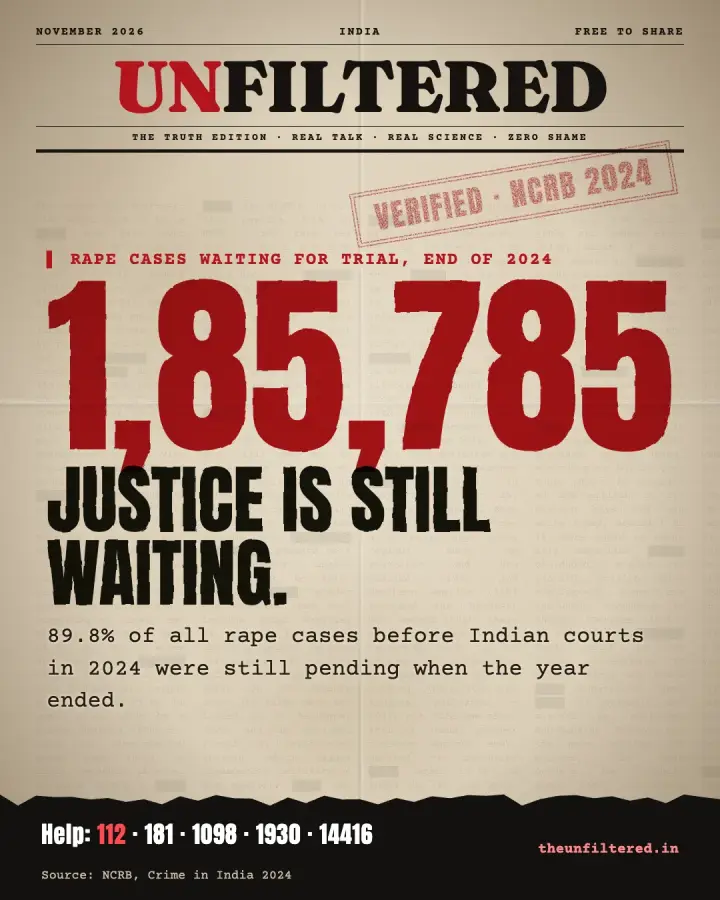 NOVEMBER 2026 INDIA FREE TO SHARE
UNFILTERED
THE TRUTH EDITION · REAL TALK · REAL SCIENCE · ZERO SHAME
VERIFIED · NCRB 2024
RAPE CASES WAITING FOR TRIAL, END OF 2024
1,85,785
JUSTICE IS STILL
WAITING.
89.8% of all rape cases before Indian courts
in 2024 were still pending when the year
ended.
Help: 112 · 181 · 1098 · 1930 · 14416
theunfiltered.in
Source: NCRB, Crime in India 2024